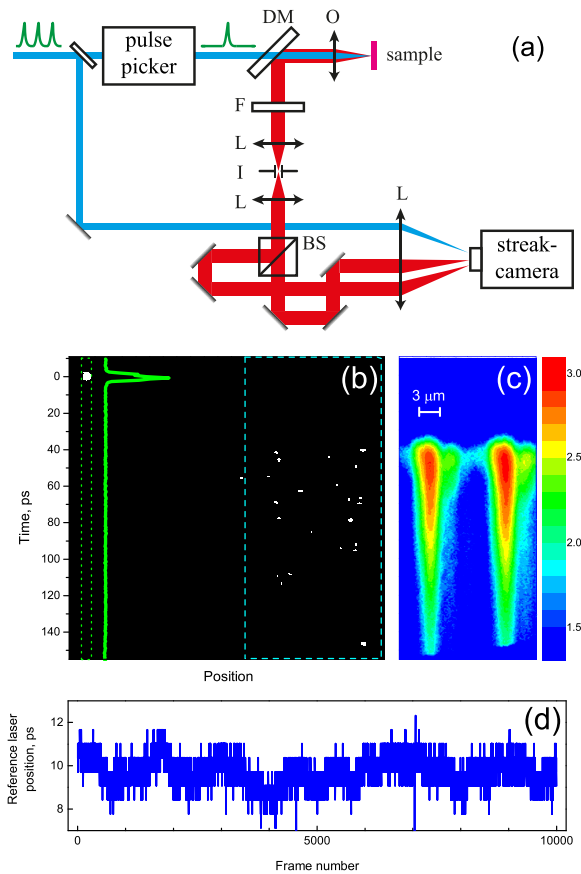 DM
O
pulse
picker
sample
(a)
F
L
I
L
BS
L
streak-
camera
(b)
(c)
0
20
40
60
80
100
120
140
Time, ps
Position
3 μm
3.0
2.5
2.0
1.5
(d)
12
10
8
Reference laser
position, ps
0
5000
10000
Frame number